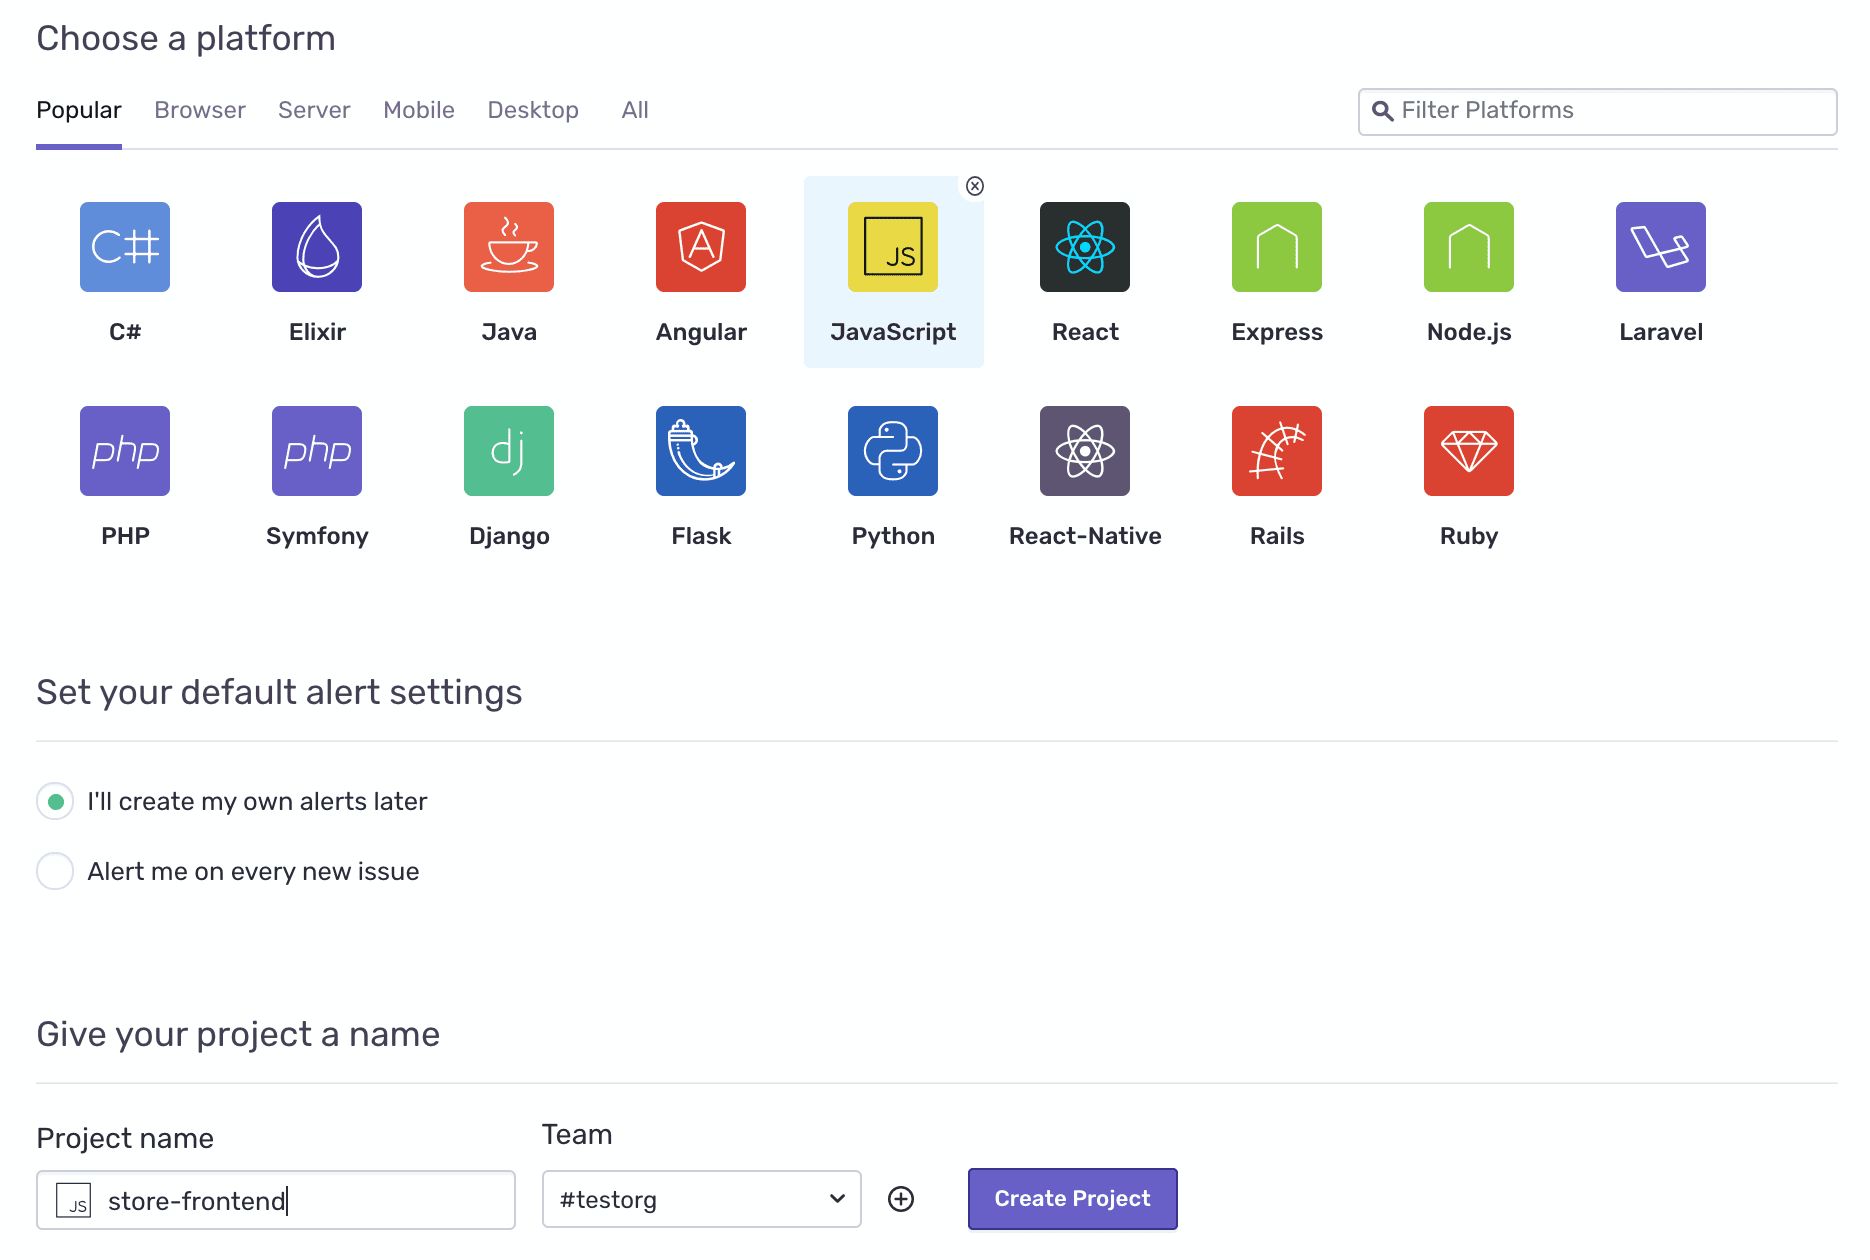 Choose a platform
Popular Browser Server Mobile Desktop All Filter Platforms
C# JS
C# Elixir Java Angular JavaScript React Express Node.js Laravel
php php dj
PHP Symfony Django Flask Python React-Native Rails Ruby
Set your default alert settings
I'll create my own alerts later
Alert me on every new issue
Give your project a name
Project name Team
JS store-frontend #testorg Create Project